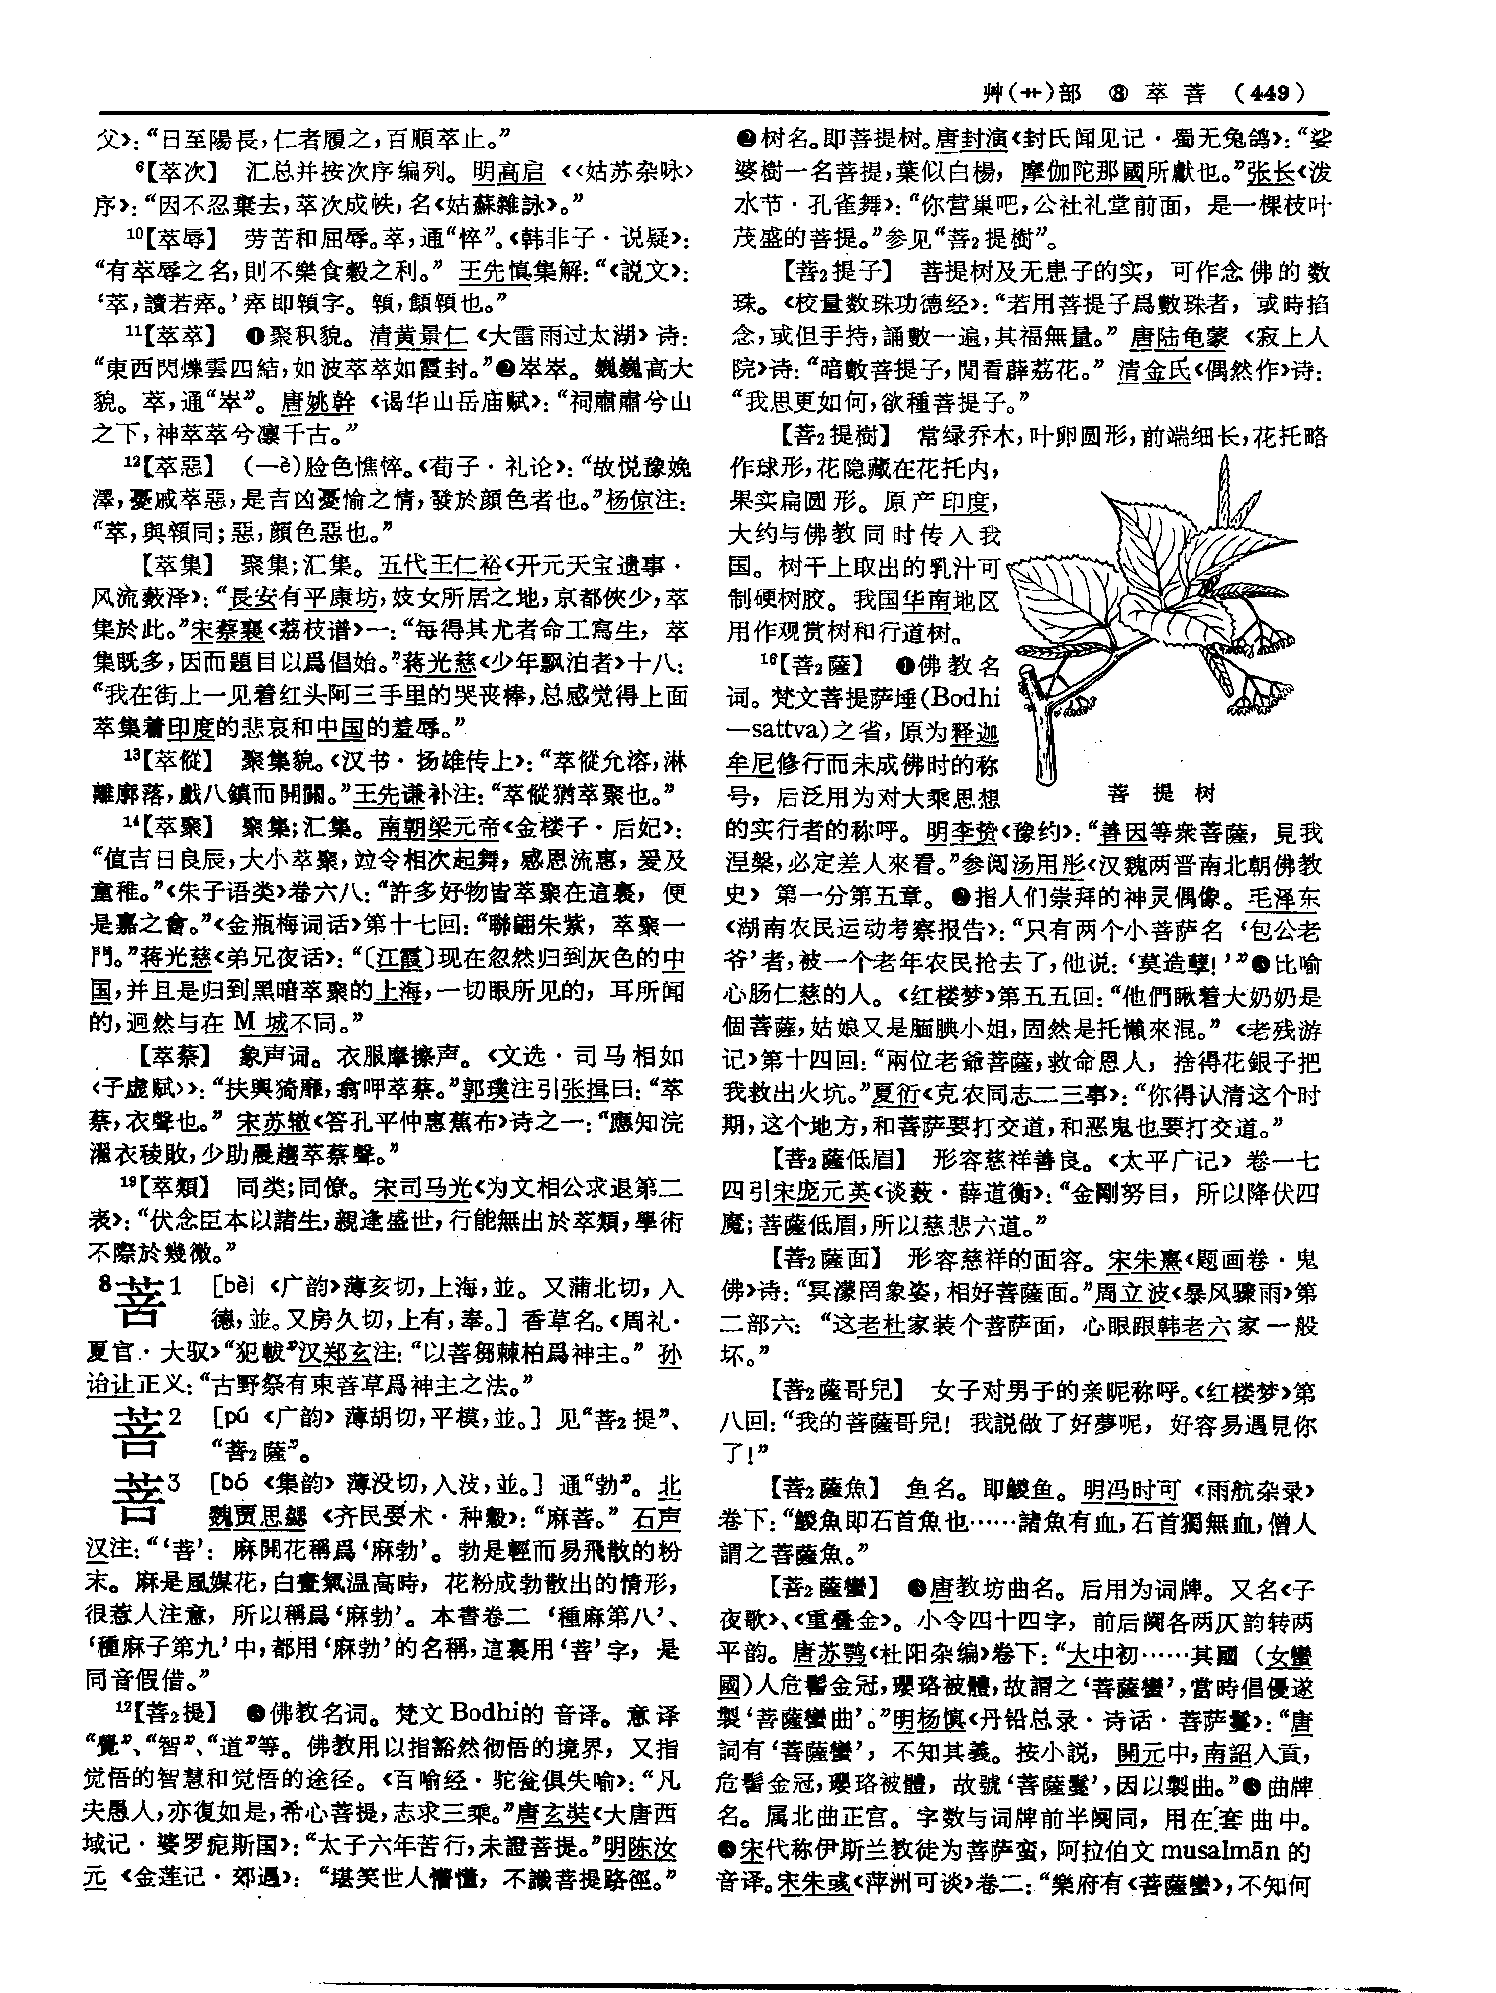 艸(艹)部 ⑧ 萃 菩 (449)
父》：“日至陽長，仁者履之，百順萃止。”
⁶【萃次】 汇总并按次序编列。明高启《〈姑苏杂咏〉
序》：“因不忍棄去，萃次成帙，名《姑蘇雜詠》。”
¹⁰【萃辱】 劳苦和屈辱。萃，通“悴”。《韩非子·说疑》：
“有萃辱之名，則不樂食穀之利。” 王先慎集解：“《説文》：
‘萃，讀若瘁。’瘁即顇字。顇，顦顇也。”
¹¹【萃萃】 ❶聚积貌。清黄景仁《大雷雨过太湖》诗：
“東西閃爍雲四結，如波萃萃如霞封。”❷崒崒。巍巍高大
貌。萃，通“崒”。唐姚幹《谒华山岳庙赋》：“祠肅肅兮山
之下，神萃萃兮凛千古。”
¹²【萃惡】 (—è)脸色憔悴。《荀子·礼论》：“故悦豫娩
澤，憂戚萃惡，是吉凶憂愉之情，發於顔色者也。”杨倞注：
“萃，與顇同；惡，顔色惡也。”
【萃集】 聚集；汇集。五代王仁裕《开元天宝遗事·
风流薮泽》：“長安有平康坊，妓女所居之地，京都俠少，萃
集於此。”宋蔡襄《荔枝谱》一：“每得其尤者命工寫生，萃
集既多，因而題目以爲倡始。”蒋光慈《少年飘泊者》十八：
“我在街上一见着红头阿三手里的哭丧棒，总感觉得上面
萃集着印度的悲哀和中国的羞辱。”
¹³【萃傱】 聚集貌。《汉书·扬雄传上》：“萃傱允溶，淋
離廓落，戲八鎮而開關。”王先谦补注：“萃傱猶萃聚也。”
¹⁴【萃聚】 聚集；汇集。南朝梁元帝《金楼子·后妃》：
“值吉日良辰，大小萃聚，竝令相次起舞，感恩流惠，爰及
童稚。”《朱子语类》卷六八：“許多好物皆萃聚在這裏，便
是嘉之會。”《金瓶梅词话》第十七回：“聯翩朱紫，萃聚一
門。”蒋光慈《弟兄夜话》：“〔江霞〕现在忽然归到灰色的中
国，并且是归到黑暗萃聚的上海，一切眼所见的，耳所闻
的，迥然与在 M 城不同。”
【萃蔡】 象声词。衣服摩擦声。《文选·司马相如
〈子虚赋〉》：“扶輿猗靡，翕呷萃蔡。”郭璞注引张揖曰：“萃
蔡，衣聲也。” 宋苏辙《答孔平仲惠蕉布》诗之一：“應知浣
濯衣稜敗，少助晨趨萃蔡聲。”
¹⁹【萃類】 同类；同僚。宋司马光《为文相公求退第二
表》：“伏念臣本以諸生，親逢盛世，行能無出於萃類，學術
不際於幾微。”
8菩1 [bèi 《广韵》薄亥切，上海，並。又蒲北切，入
德，並。又房久切，上有，奉。] 香草名。《周礼·
夏官·大驭》“犯軷”汉郑玄注：“以菩芻棘柏爲神主。” 孙
诒让正义：“古野祭有束菩草爲神主之法。”
菩2 [pú 《广韵》薄胡切，平模，並。] 见“菩₂提”、
“菩₂薩”。
菩3 [bó 《集韵》薄没切，入没，並。] 通“勃”。北
魏贾思勰《齐民要术·种穀》：“麻菩。” 石声
汉注：“‘菩’：麻開花稱爲‘麻勃’。勃是輕而易飛散的粉
末。麻是風媒花，白晝氣温高時，花粉成勃散出的情形，
很惹人注意，所以稱爲‘麻勃’。本書卷二 ‘種麻第八’、
‘種麻子第九’中，都用‘麻勃’的名稱，這裏用‘菩’字，是
同音假借。”
¹²【菩₂提】 ❶佛教名词。梵文Bodhi的音译。意译
“覺”、“智”、“道”等。佛教用以指豁然彻悟的境界，又指
觉悟的智慧和觉悟的途径。《百喻经·驼瓮俱失喻》：“凡
夫愚人，亦復如是，希心菩提，志求三乘。”唐玄奘《大唐西
域记·婆罗痆斯国》：“太子六年苦行，未證菩提。”明陈汝
元《金莲记·郊遇》：“堪笑世人懵懂，不識菩提路徑。”
❷树名。即菩提树。唐封演《封氏闻见记·蜀无兔鸽》：“娑
婆樹一名菩提，葉似白楊，摩伽陀那國所獻也。”张长《泼
水节·孔雀舞》：“你营巢吧，公社礼堂前面，是一棵枝叶
茂盛的菩提。”参见“菩₂提樹”。
【菩₂提子】 菩提树及无患子的实，可作念佛的数
珠。《校量数珠功德经》：“若用菩提子爲數珠者，或時掐
念，或但手持，誦數一遍，其福無量。” 唐陆龟蒙《寂上人
院》诗：“暗數菩提子，閒看薜荔花。” 清金氏《偶然作》诗：
“我思更如何，欲種菩提子。”
【菩₂提樹】 常绿乔木，叶卵圆形，前端细长，花托略
作球形，花隐藏在花托内，
果实扁圆形。原产印度，
大约与佛教同时传入我
国。树干上取出的乳汁可
制硬树胶。我国华南地区
用作观赏树和行道树。
¹⁶【菩₂薩】 ❶佛教名
词。梵文菩提萨埵(Bodhi
—sattva)之省，原为释迦
牟尼修行而未成佛时的称
号，后泛用为对大乘思想
菩 提 树
的实行者的称呼。明李贽《豫约》：“善因等衆菩薩，見我
涅槃，必定差人來看。”参阅汤用彤《汉魏两晋南北朝佛教
史》第一分第五章。❷指人们崇拜的神灵偶像。毛泽东
《湖南农民运动考察报告》：“只有两个小菩萨名 ‘包公老
爷’者，被一个老年农民抢去了，他说：‘莫造孽！’”❸比喻
心肠仁慈的人。《红楼梦》第五五回：“他們瞅着大奶奶是
個菩薩，姑娘又是腼腆小姐，固然是托懶來混。”《老残游
记》第十四回：“兩位老爺菩薩，救命恩人，捨得花銀子把
我救出火坑。”夏衍《克农同志二三事》：“你得认清这个时
期，这个地方，和菩萨要打交道，和恶鬼也要打交道。”
【菩₂薩低眉】 形容慈祥善良。《太平广记》卷一七
四引宋庞元英《谈薮·薛道衡》：“金剛努目，所以降伏四
魔；菩薩低眉，所以慈悲六道。”
【菩₂薩面】 形容慈祥的面容。宋朱熹《题画卷·鬼
佛》诗：“冥濛罔象姿，相好菩薩面。”周立波《暴风骤雨》第
二部六：“这老杜家装个菩萨面，心眼跟韩老六家一般
坏。”
【菩₂薩哥兒】 女子对男子的亲昵称呼。《红楼梦》第
八回：“我的菩薩哥兒！我説做了好夢呢，好容易遇見你
了！”
【菩₂薩魚】 鱼名。即鮸鱼。明冯时可《雨航杂录》
卷下：“鮸魚即石首魚也……諸魚有血，石首獨無血，僧人
謂之菩薩魚。”
【菩₂薩蠻】 ❶唐教坊曲名。后用为词牌。又名《子
夜歌》、《重叠金》。小令四十四字，前后阕各两仄韵转两
平韵。唐苏鹗《杜阳杂编》卷下：“大中初……其國（女蠻
國）人危髻金冠，瓔珞被體，故謂之‘菩薩蠻’，當時倡優遂
製‘菩薩蠻曲’。”明杨慎《丹铅总录·诗话·菩萨鬘》：“唐
詞有‘菩薩蠻’，不知其義。按小説，開元中，南詔入貢，
危髻金冠，瓔珞被體，故號‘菩薩鬘’，因以製曲。”❷曲牌
名。属北曲正宫。字数与词牌前半阕同，用在套曲中。
❸宋代称伊斯兰教徒为菩萨蛮，阿拉伯文 musalmān 的
音译。宋朱彧《萍洲可谈》卷二：“樂府有《菩薩蠻》，不知何